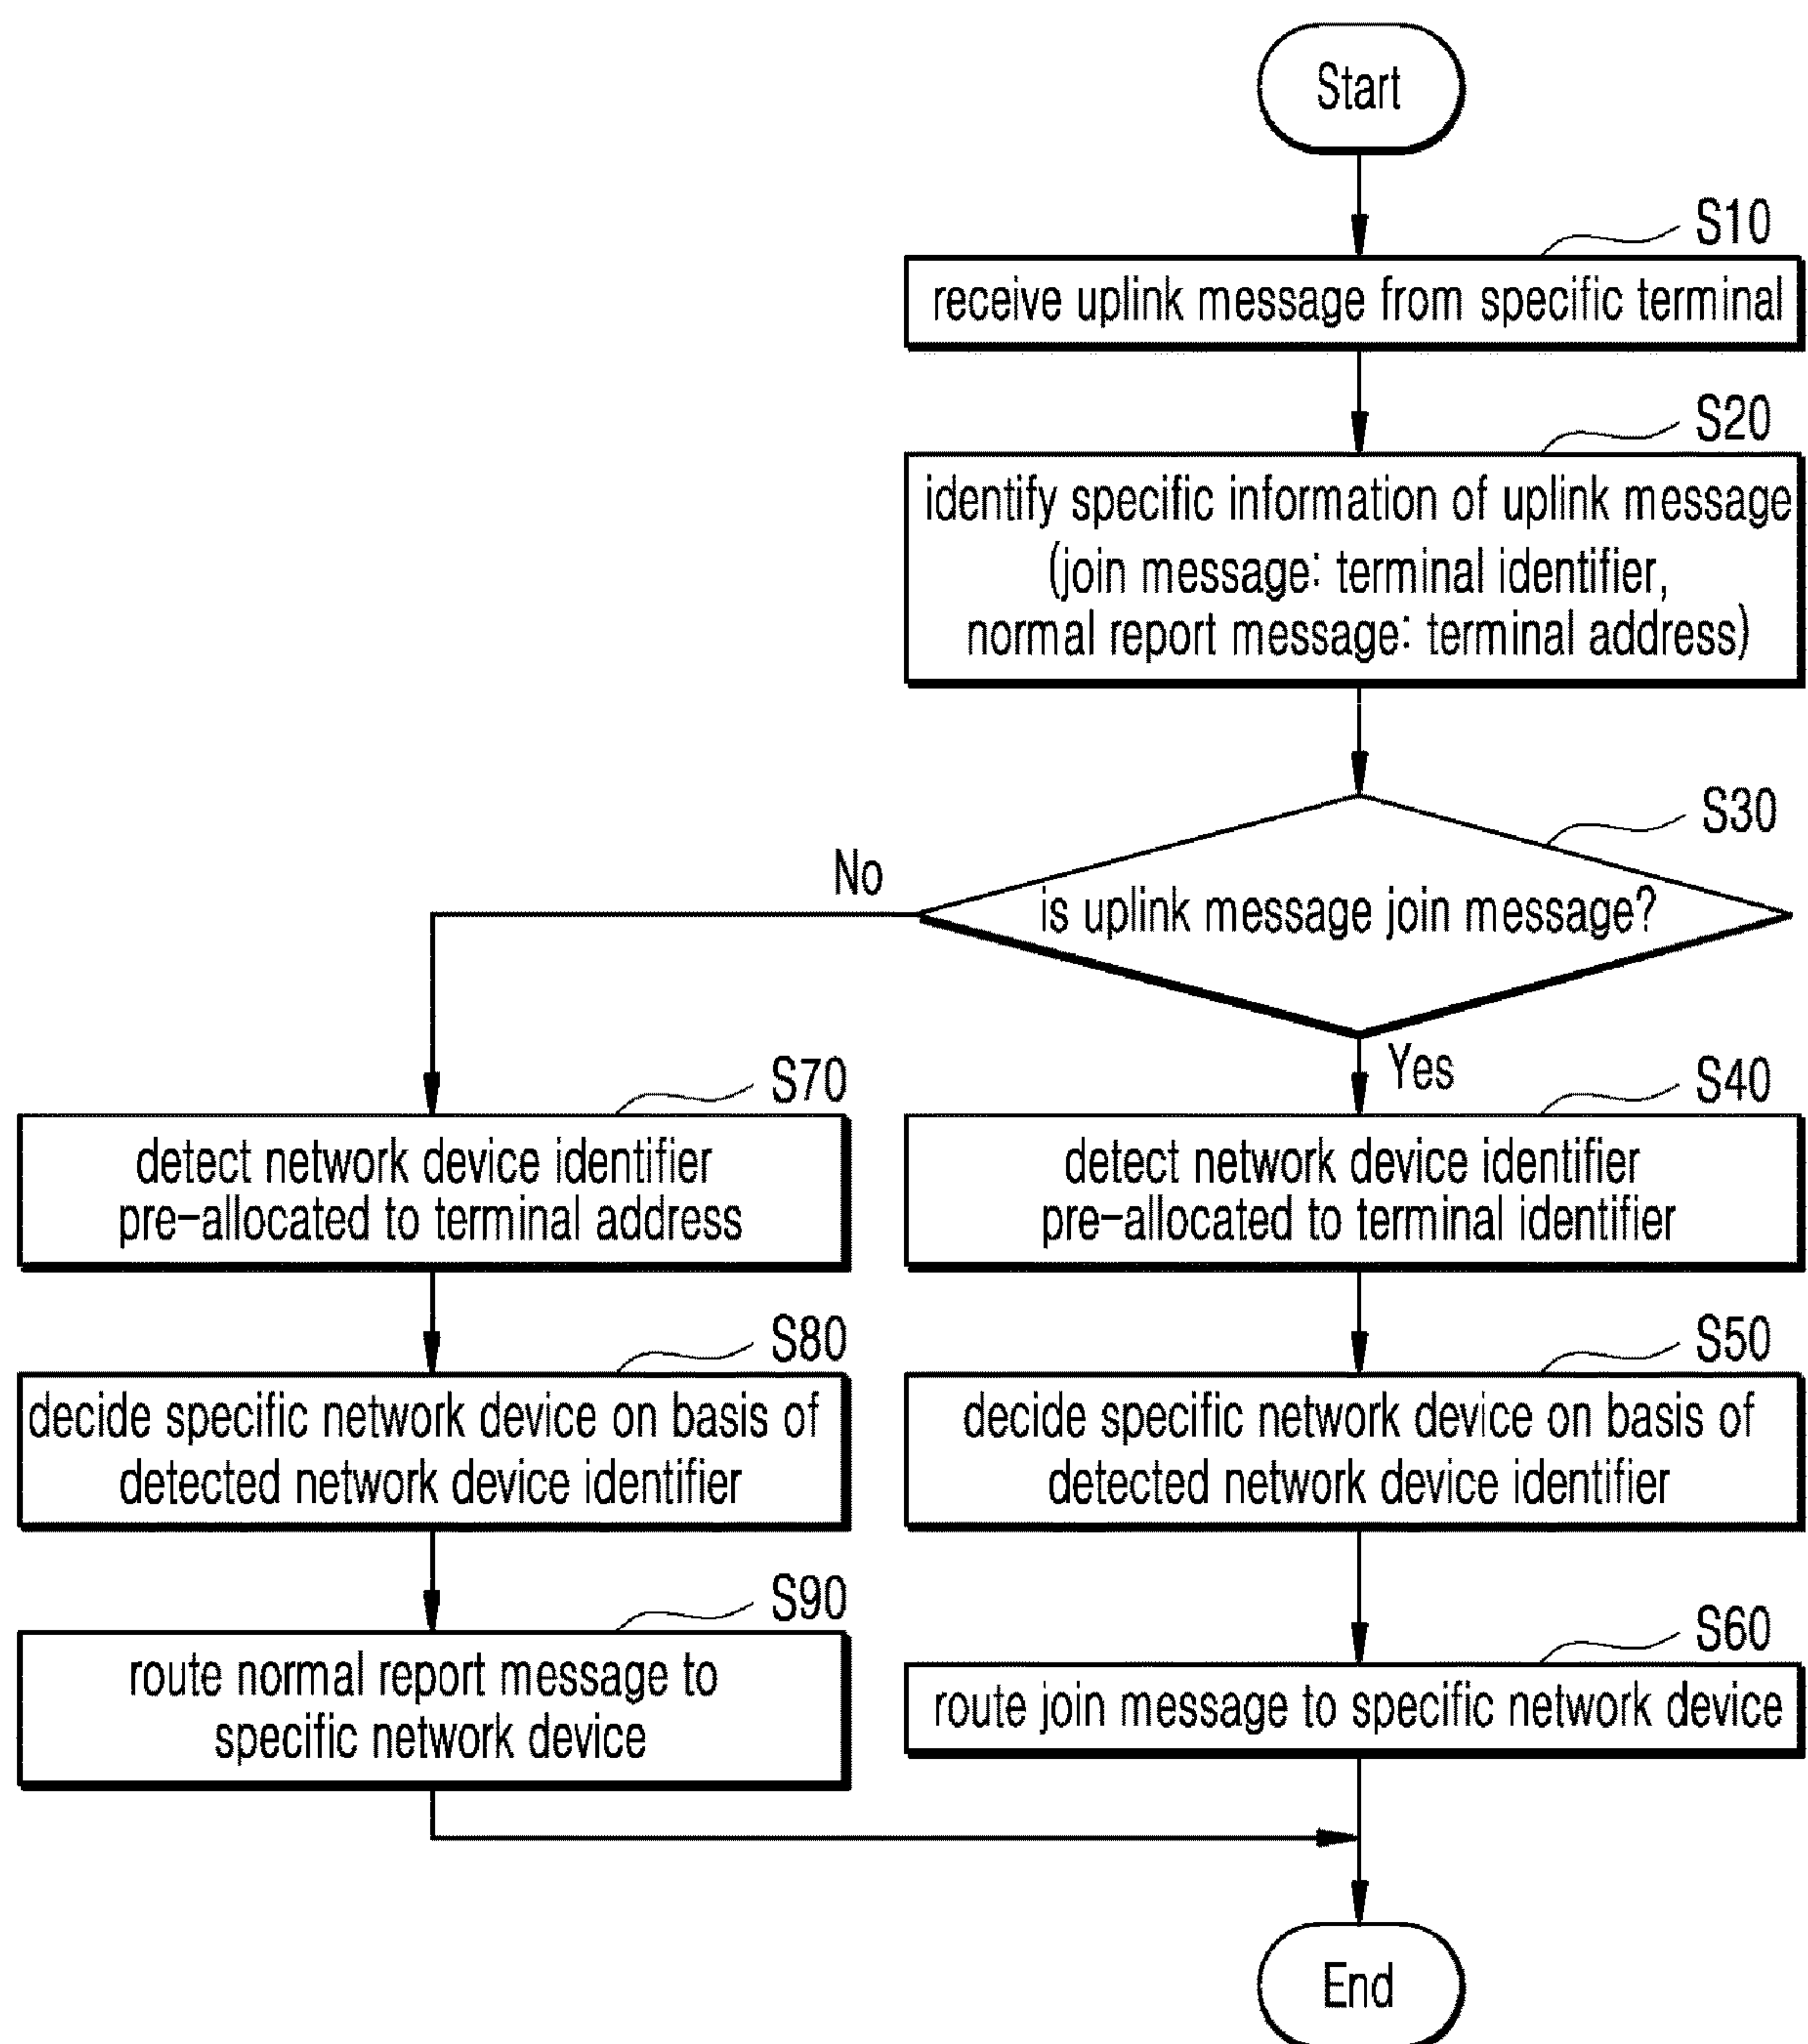 Start
S10
receive uplink message from specific terminal
S20
identify specific information of uplink message
(join message: terminal identifier,
normal report message: terminal address)
S30
is uplink message join message?
No
Yes
S70
detect network device identifier
pre-allocated to terminal address
S40
detect network device identifier
pre-allocated to terminal identifier
S80
decide specific network device on basis of
detected network device identifier
S50
decide specific network device on basis of
detected network device identifier
S90
route normal report message to
specific network device
S60
route join message to specific network device
End